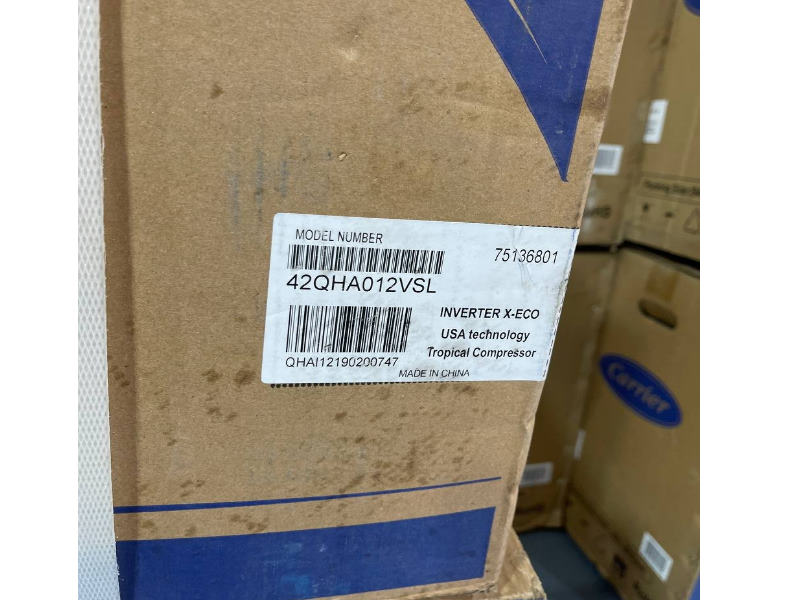 MODEL NUMBER
75136801
42QHA012VSL
INVERTER X-ECO
USA technology
Tropical Compressor
QHAI12190200747
MADE IN CHINA
Carrier